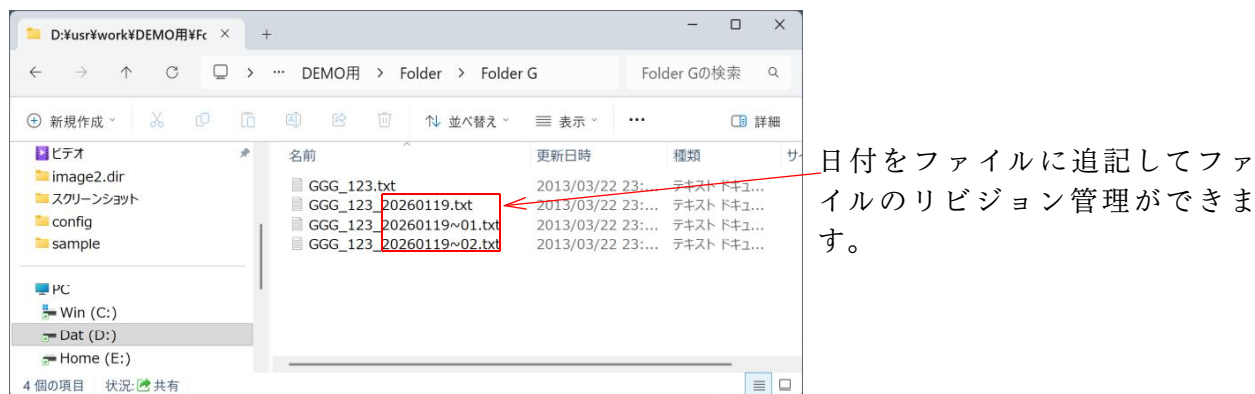 D:¥usr¥work¥DEMO用¥Fc
DEMO用 > Folder > Folder G
Folder Gの検索
新規作成
並べ替え
表示
詳細
ビデオ
image2.dir
スクリーンショット
config
sample
PC
Win (C:)
Dat (D:)
Home (E:)
名前 更新日時 種類 サ
GGG_123.txt 2013/03/22 23:... テキスト ドキュ...
GGG_123_20260119.txt 2013/03/22 23:... テキスト ドキュ...
GGG_123_20260119~01.txt 2013/03/22 23:... テキスト ドキュ...
GGG_123_20260119~02.txt 2013/03/22 23:... テキスト ドキュ...
4 個の項目 状況: 共有
日付をファイルに追記してファ
イルのリビジョン管理ができま
す。